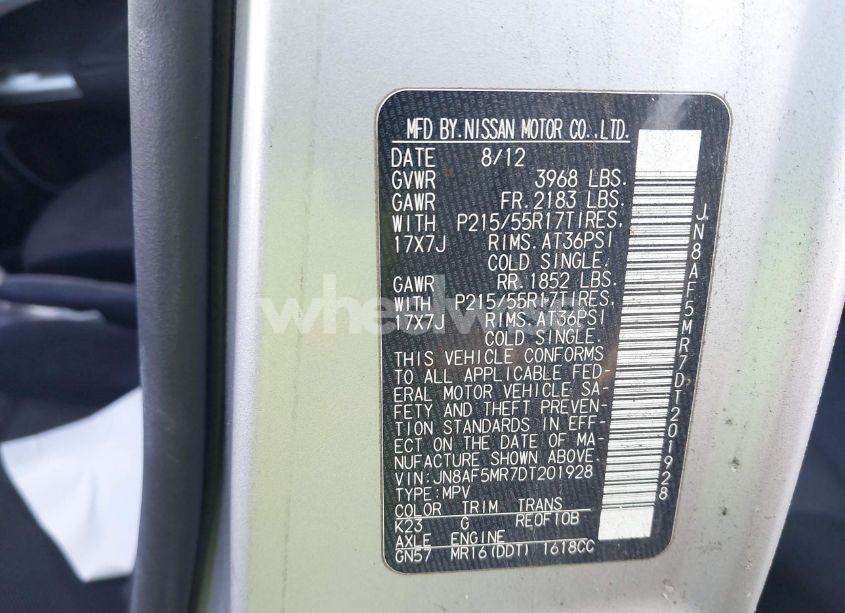 MFD BY.NISSAN MOTOR CO.,LTD.
DATE 8/12
GVWR 3968 LBS.
GAWR FR.2183 LBS.
WITH P215/55R17TIRES.
17X7J RIMS.AT36PSI
COLD SINGLE.
GAWR RR.1852 LBS.
WITH P215/55R17TIRES.
17X7J RIMS.AT36PSI
COLD SINGLE.
THIS VEHICLE CONFORMS
TO ALL APPLICABLE FED-
ERAL MOTOR VEHICLE SA-
FETY AND THEFT PREVEN-
TION STANDARDS IN EFF-
ECT ON THE DATE OF MA-
NUFACTURE SHOWN ABOVE.
VIN:JN8AF5MR7DT201928
TYPE:MPV
COLOR TRIM TRANS
K23 G RE0F10B
AXLE ENGINE
GN57 MR16(DDT) 1618CC
JN8AF5MR7DT201928